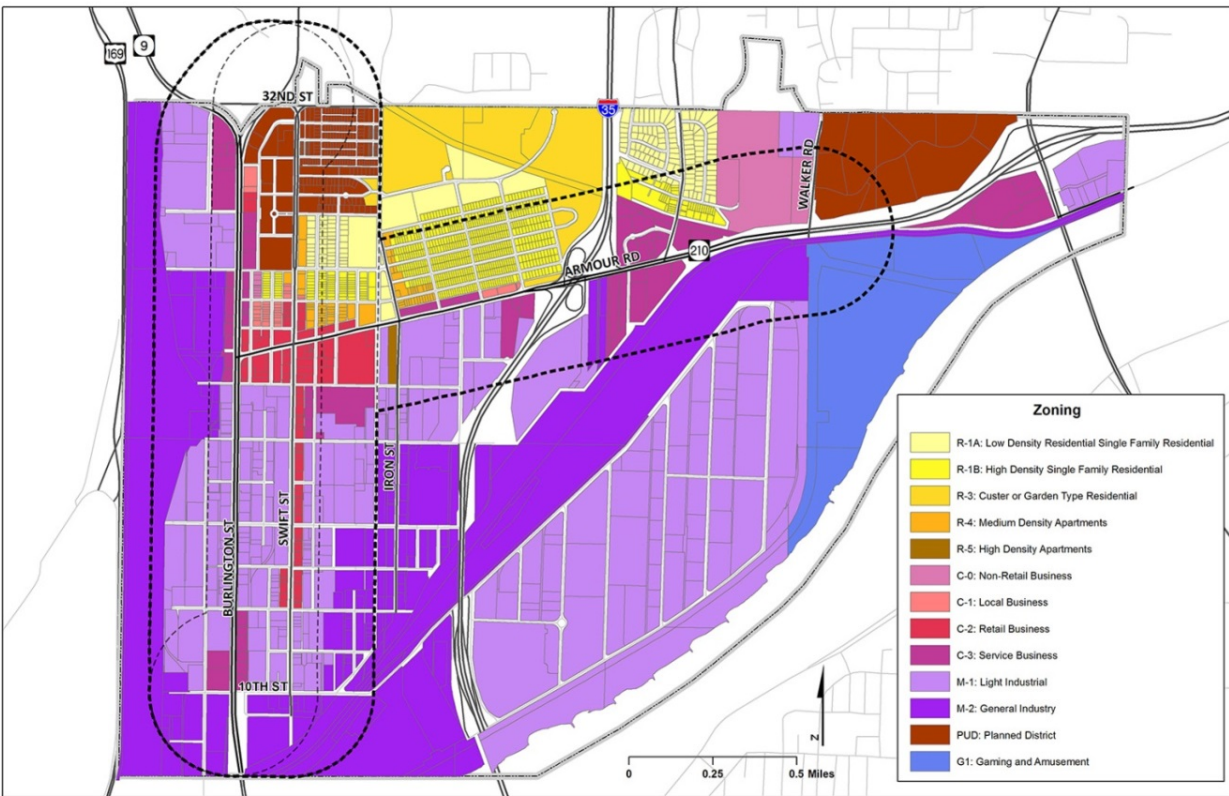 169
9
32ND ST
35
WALKER RD
210
ARMOUR RD
IRON ST
SWIFT ST
BURLINGTON ST
10TH ST
Zoning
R-1A: Low Density Residential Single Family Residential
R-1B: High Density Single Family Residential
R-3: Custer or Garden Type Residential
R-4: Medium Density Apartments
R-5: High Density Apartments
C-0: Non-Retail Business
C-1: Local Business
C-2: Retail Business
C-3: Service Business
M-1: Light Industrial
M-2: General Industry
PUD: Planned District
G1: Gaming and Amusement
N
0 0.25 0.5 Miles